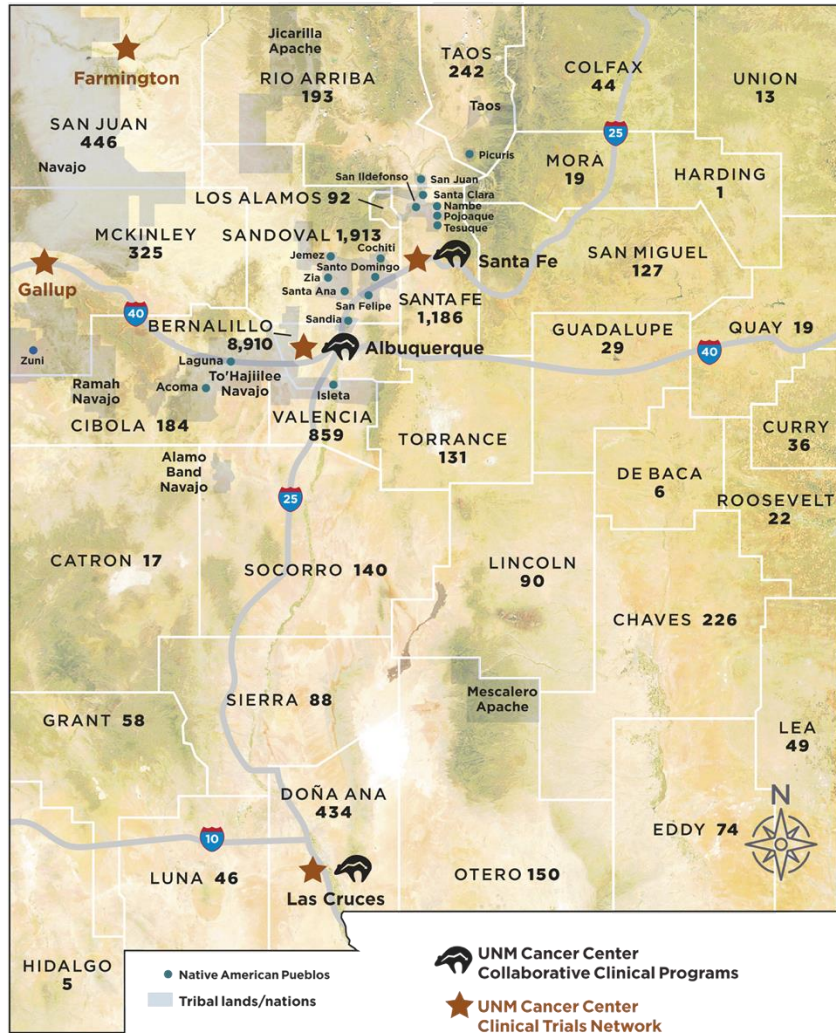 Jicarilla
Apache
TAOS
242
COLFAX
44
UNION
13
Farmington
RIO ARRIBA
193
Taos
25
SAN JUAN
446
Navajo
Picuris
MORA
19
HARDING
1
San Ildefonso
San Juan
Santa Clara
Nambe
Pojoaque
Tesuque
LOS ALAMOS 92
MCKINLEY
325
SANDOVAL 1,913
Cochiti
Jemez
Santo Domingo
Zia
Santa Ana
San Felipe
Sandia
Santa Fe
SAN MIGUEL
127
Gallup
SANTA FE
1,186
40
BERNALILLO
8,910
Albuquerque
GUADALUPE
29
QUAY 19
40
Zuni
Laguna
To'Hajiilee
Navajo
Ramah
Navajo
Acoma
Isleta
CIBOLA 184
VALENCIA
859
TORRANCE
131
CURRY
36
Alamo
Band
Navajo
DE BACA
6
25
ROOSEVELT
22
CATRON 17
SOCORRO 140
LINCOLN
90
CHAVES 226
SIERRA 88
Mescalero
Apache
GRANT 58
LEA
49
DOÑA ANA
434
N
EDDY 74
10
LUNA 46
OTERO 150
Las Cruces
HIDALGO
5
Native American Pueblos
Tribal lands/nations
UNM Cancer Center
Collaborative Clinical Programs
UNM Cancer Center
Clinical Trials Network